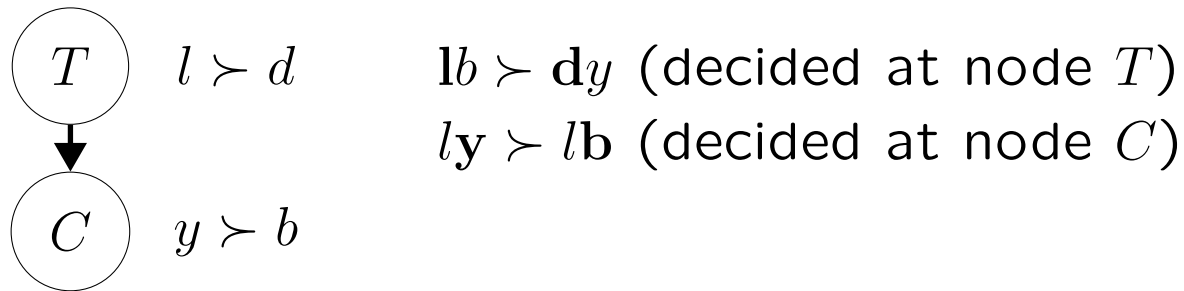 T l ≻ d lb ≻ dy (decided at node T)
ly ≻ lb (decided at node C)
C y ≻ b